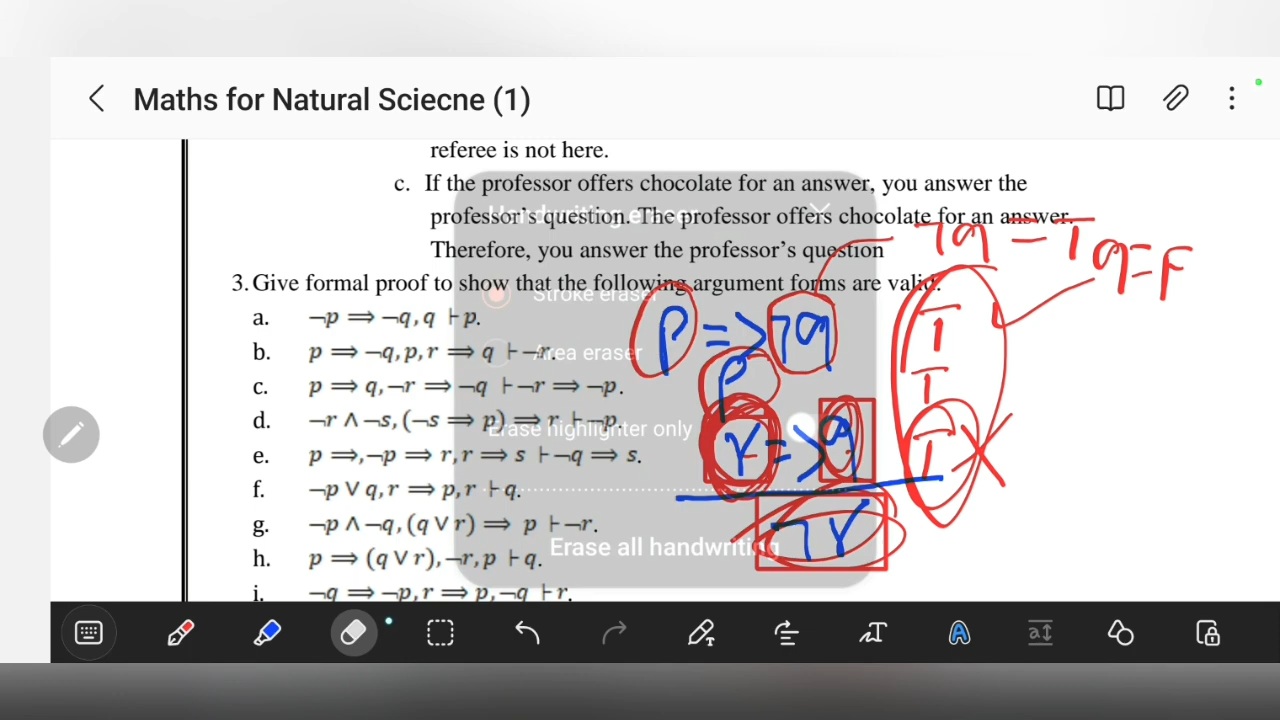 Maths for Natural Sciecne (1)
referee is not here.
c. If the professor offers chocolate for an answer, you answer the
professor's question. The professor offers chocolate for an answer.
Therefore, you answer the professor's question
Handwriting eraser
3. Give formal proof to show that the following argument forms are valid.
Stroke eraser
a. ¬p ⟹ ¬q, q ⊢ p.
b. p ⟹ ¬q, p, r ⟹ q ⊢ ¬r.
Area eraser
c. p ⟹ q, ¬r ⟹ ¬q ⊢ ¬r ⟹ ¬p.
d. ¬r ∧ ¬s, (¬s ⟹ p) ⟹ r ⊢ ¬p.
Erase highlighter only
e. p ⟹, ¬p ⟹ r, r ⟹ s ⊢ ¬q ⟹ s.
f. ¬p ∨ q, r ⟹ p, r ⊢ q.
g. ¬p ∧ ¬q, (q ∨ r) ⟹ p ⊢ ¬r.
Erase all handwriting
h. p ⟹ (q ∨ r), ¬r, p ⊢ q.
i. ¬q ⟹ ¬p, r ⟹ p, ¬q ⊢ r.
¬q = T
q = F
p => ¬q T
p T
r => q T X
¬r